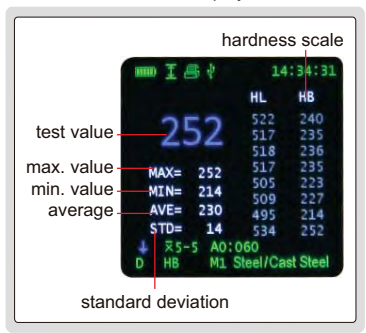 hardness scale
14:34:31
HL HB
522 240
517 235
518 236
517 235
505 223
509 227
495 214
534 252
test value
252
max. value
MAX= 252
min. value
MIN= 214
average
AVE= 230
STD= 14
x̅5-5 A0:060
D HB M1 Steel/Cast Steel
standard deviation